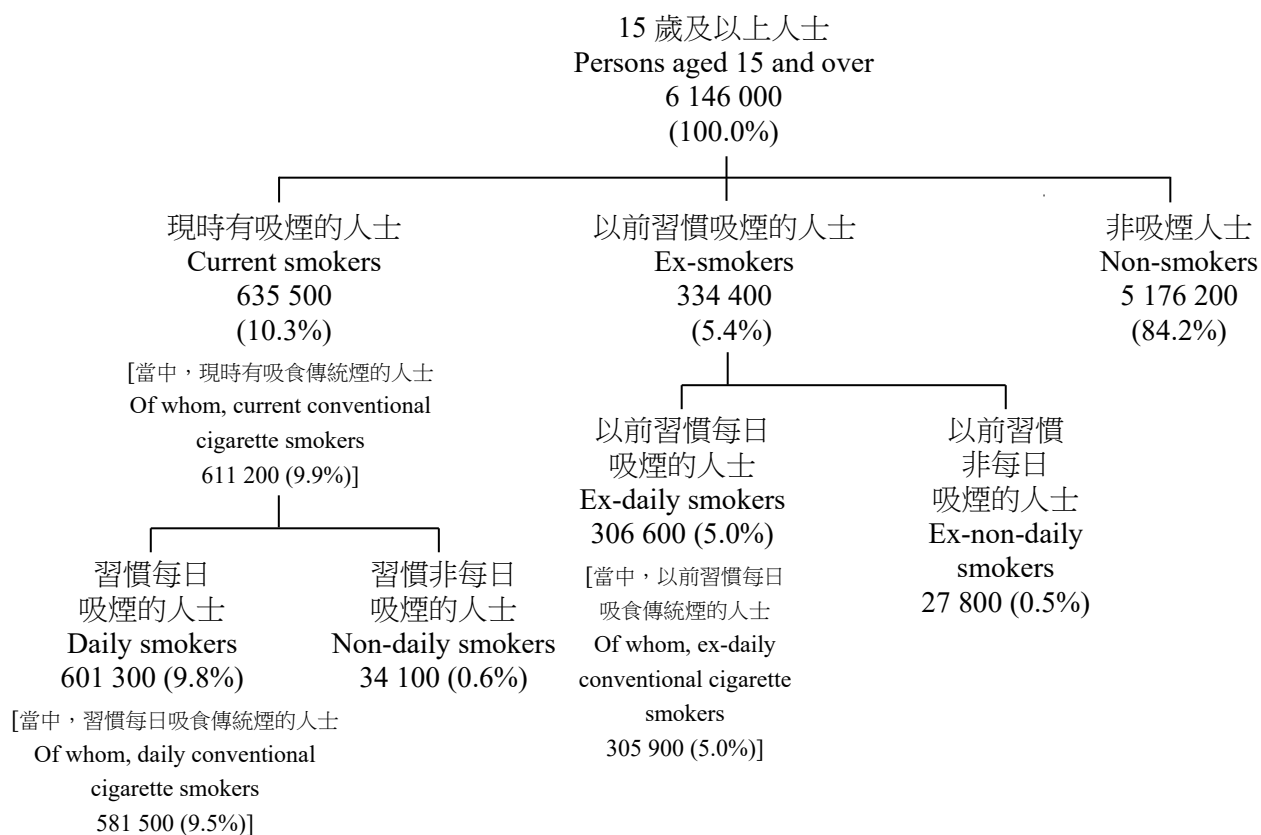 15 歲及以上人士
Persons aged 15 and over
6 146 000
(100.0%)
現時有吸煙的人士
Current smokers
635 500
(10.3%)
[當中，現時有吸食傳統煙的人士
Of whom, current conventional
cigarette smokers
611 200 (9.9%)]
習慣每日
吸煙的人士
Daily smokers
601 300 (9.8%)
[當中，習慣每日吸食傳統煙的人士
Of whom, daily conventional
cigarette smokers
581 500 (9.5%)]
習慣非每日
吸煙的人士
Non-daily smokers
34 100 (0.6%)
以前習慣吸煙的人士
Ex-smokers
334 400
(5.4%)
以前習慣每日
吸煙的人士
Ex-daily smokers
306 600 (5.0%)
[當中，以前習慣每日
吸食傳統煙的人士
Of whom, ex-daily
conventional cigarette
smokers
305 900 (5.0%)]
以前習慣
非每日
吸煙的人士
Ex-non-daily
smokers
27 800 (0.5%)
非吸煙人士
Non-smokers
5 176 200
(84.2%)